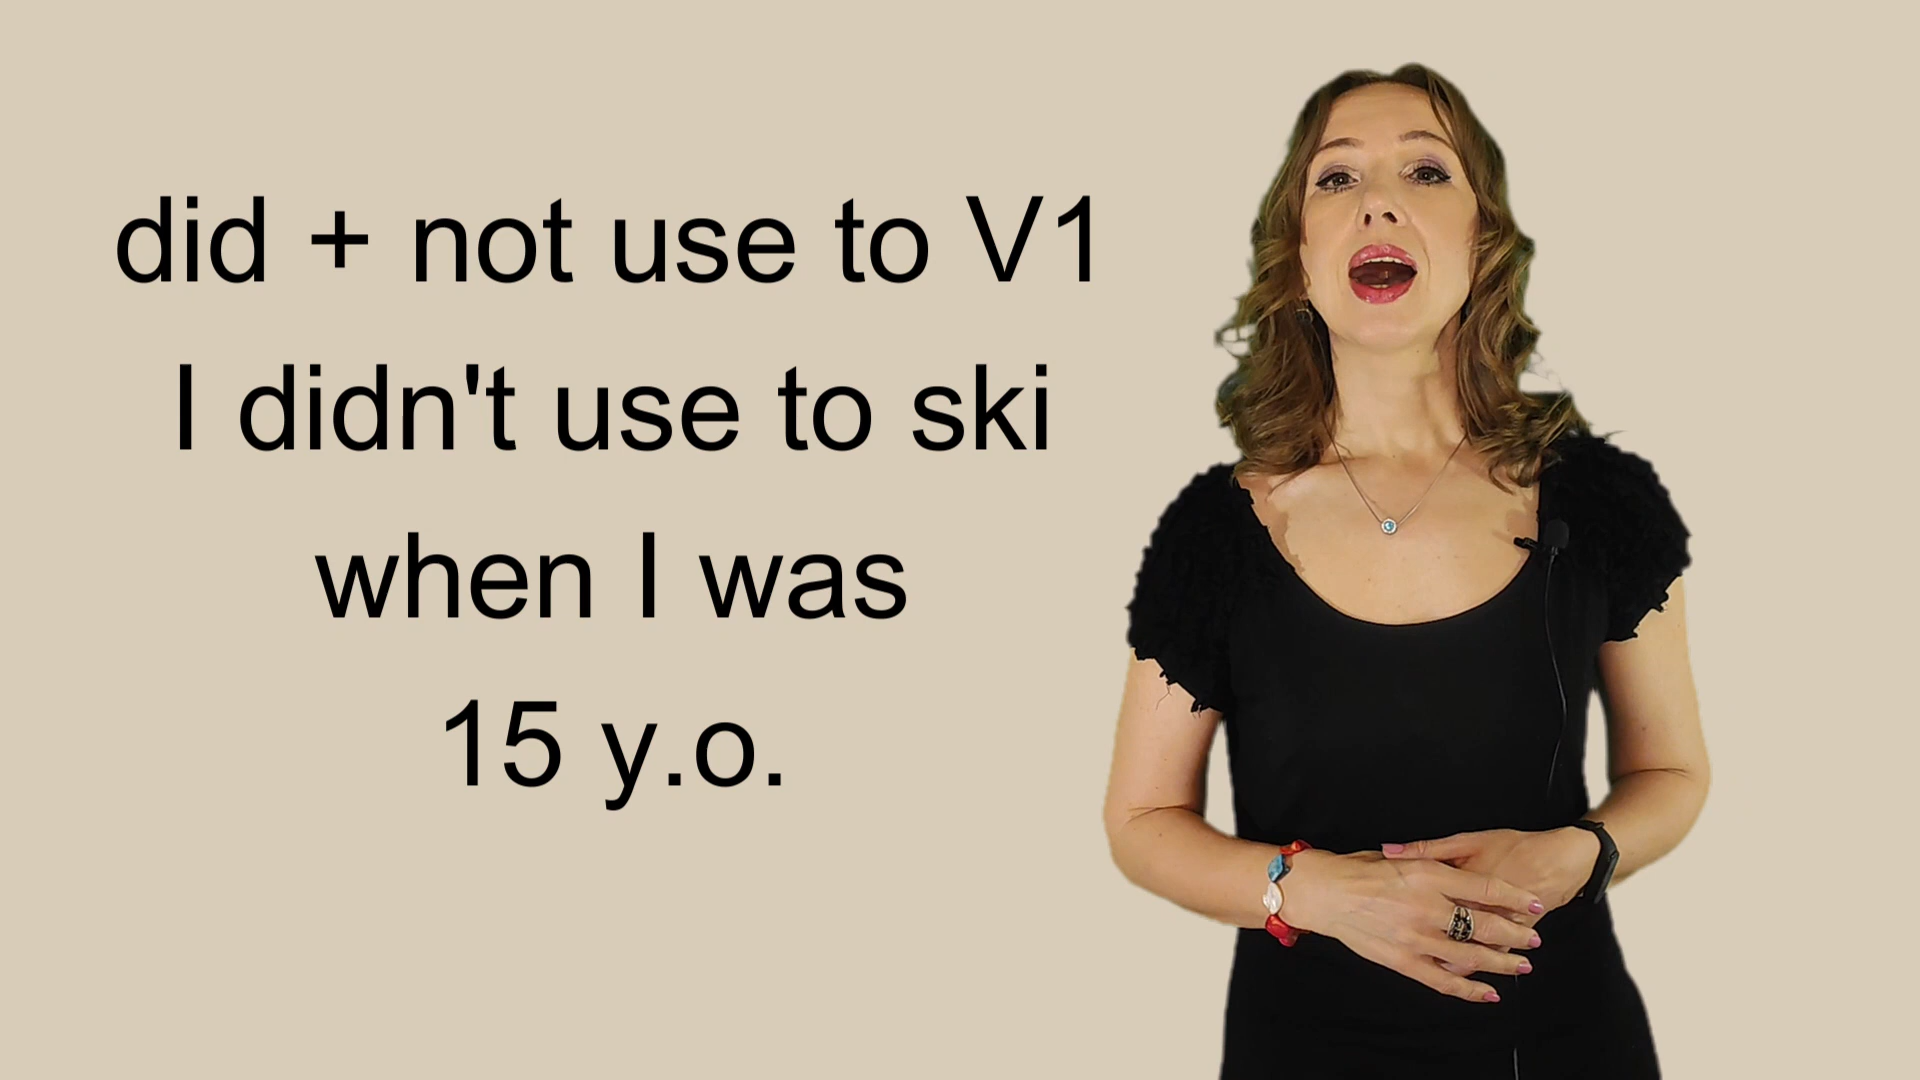 did + not use to V1
I didn't use to ski
when I was
15 y.o.